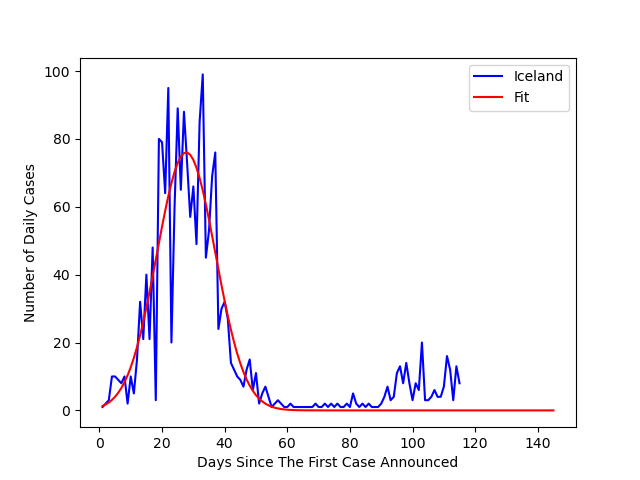 Iceland
Fit
100
80
60
40
20
0
Number of Daily Cases
0 20 40 60 80 100 120 140
Days Since The First Case Announced